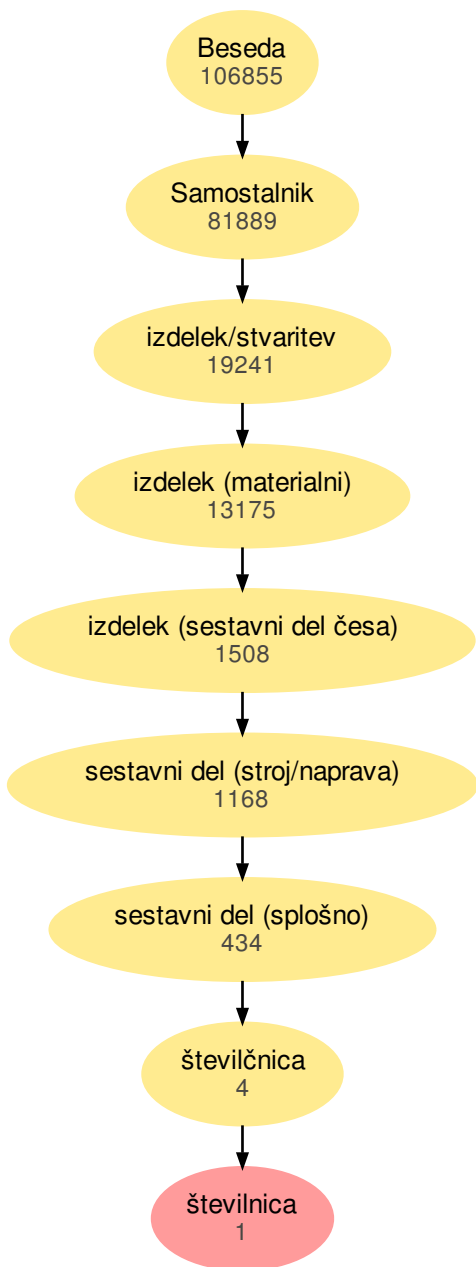 Beseda
106855
Samostalnik
81889
izdelek/stvaritev
19241
izdelek (materialni)
13175
izdelek (sestavni del česa)
1508
sestavni del (stroj/naprava)
1168
sestavni del (splošno)
434
številčnica
4
številnica
1